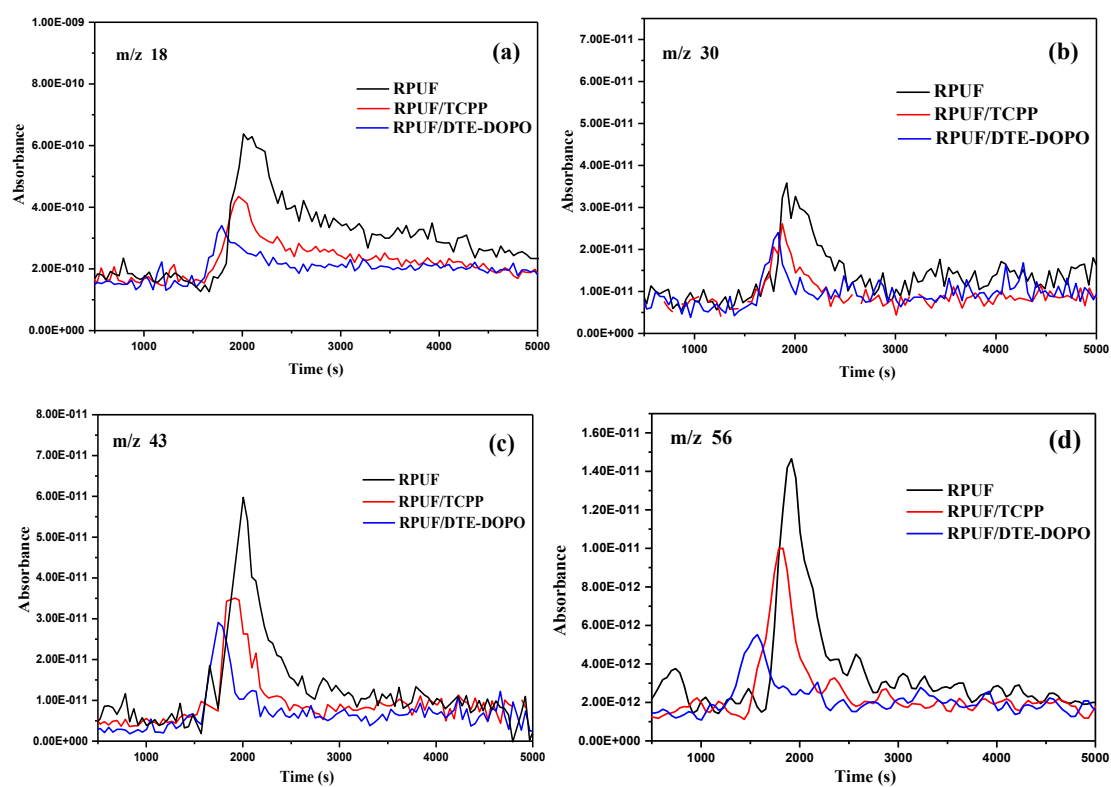 m/z 18
(a)
RPUF
RPUF/TCPP
RPUF/DTE-DOPO
1.00E-009
8.00E-010
6.00E-010
4.00E-010
2.00E-010
0.00E+000
Absorbance
1000 2000 3000 4000 5000
Time (s)
m/z 30
(b)
RPUF
RPUF/TCPP
RPUF/DTE-DOPO
7.00E-011
6.00E-011
5.00E-011
4.00E-011
3.00E-011
2.00E-011
1.00E-011
0.00E+000
Absorbance
1000 2000 3000 4000 5000
Time (s)
m/z 43
(c)
RPUF
RPUF/TCPP
RPUF/DTE-DOPO
8.00E-011
7.00E-011
6.00E-011
5.00E-011
4.00E-011
3.00E-011
2.00E-011
1.00E-011
0.00E+000
Absorbance
1000 2000 3000 4000 5000
Time (s)
m/z 56
(d)
RPUF
RPUF/TCPP
RPUF/DTE-DOPO
1.60E-011
1.40E-011
1.20E-011
1.00E-011
8.00E-012
6.00E-012
4.00E-012
2.00E-012
0.00E+000
Absorbance
1000 2000 3000 4000 5000
Time (s)